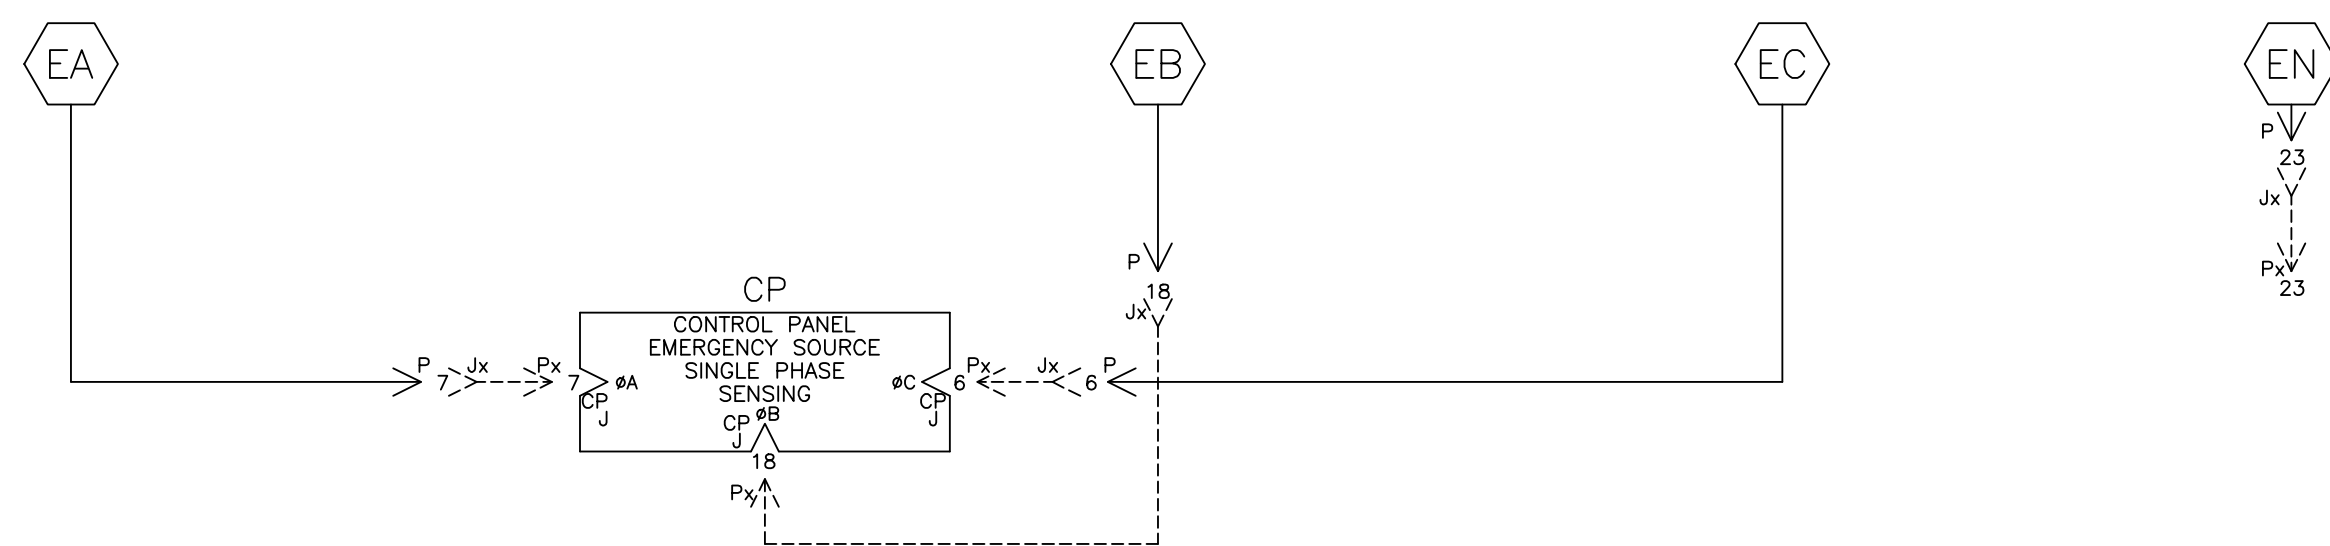 EA
EB
EC
EN
P
23
Jx
Px
23
P
18
Jx
CP
CONTROL PANEL
EMERGENCY SOURCE
SINGLE PHASE
SENSING
P
7
Jx
Px
7
øA
CP
J
øC
6
Px
Jx
6
P
CP
J
øB
CP
J
18
Px